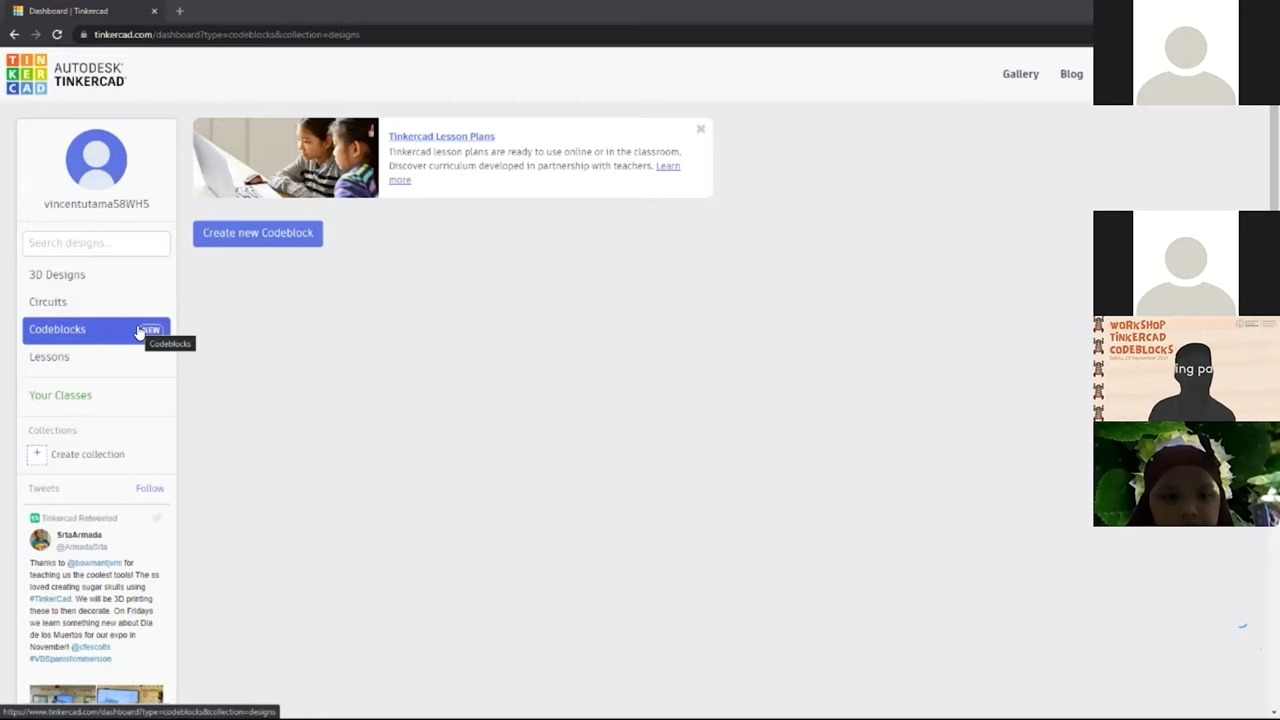 Dashboard | Tinkercad
tinkercad.com/dashboard?type=codeblocks&collection=designs
TINKERCAD
AUTODESK
TINKERCAD
Gallery
Blog
vincentutama58WH5
Search designs...
3D Designs
Circuits
Codeblocks
NEW
Codeblocks
Lessons
Your Classes
Collections
+ Create collection
Tweets
Follow
Tinkercad Retweeted
SrtaArmada
@ArmadaSrta
Thanks to @bowmantjvmi for
teaching us the coolest tools! The ss
loved creating sugar skulls using
#TinkerCad. We will be 3D printing
these to then decorate. On Fridays
we learn something new about Dia
de los Muertos for our expo in
November! @cfescolts
#VBSpanishImmersion
Tinkercad Lesson Plans
Tinkercad lesson plans are ready to use online or in the classroom.
Discover curriculum developed in partnership with teachers. Learn
more
Create new Codeblock
WORKSHOP
TINKERCAD
CODEBLOCKS
ing pa
https://www.tinkercad.com/dashboard?type=codeblocks&collection=designs